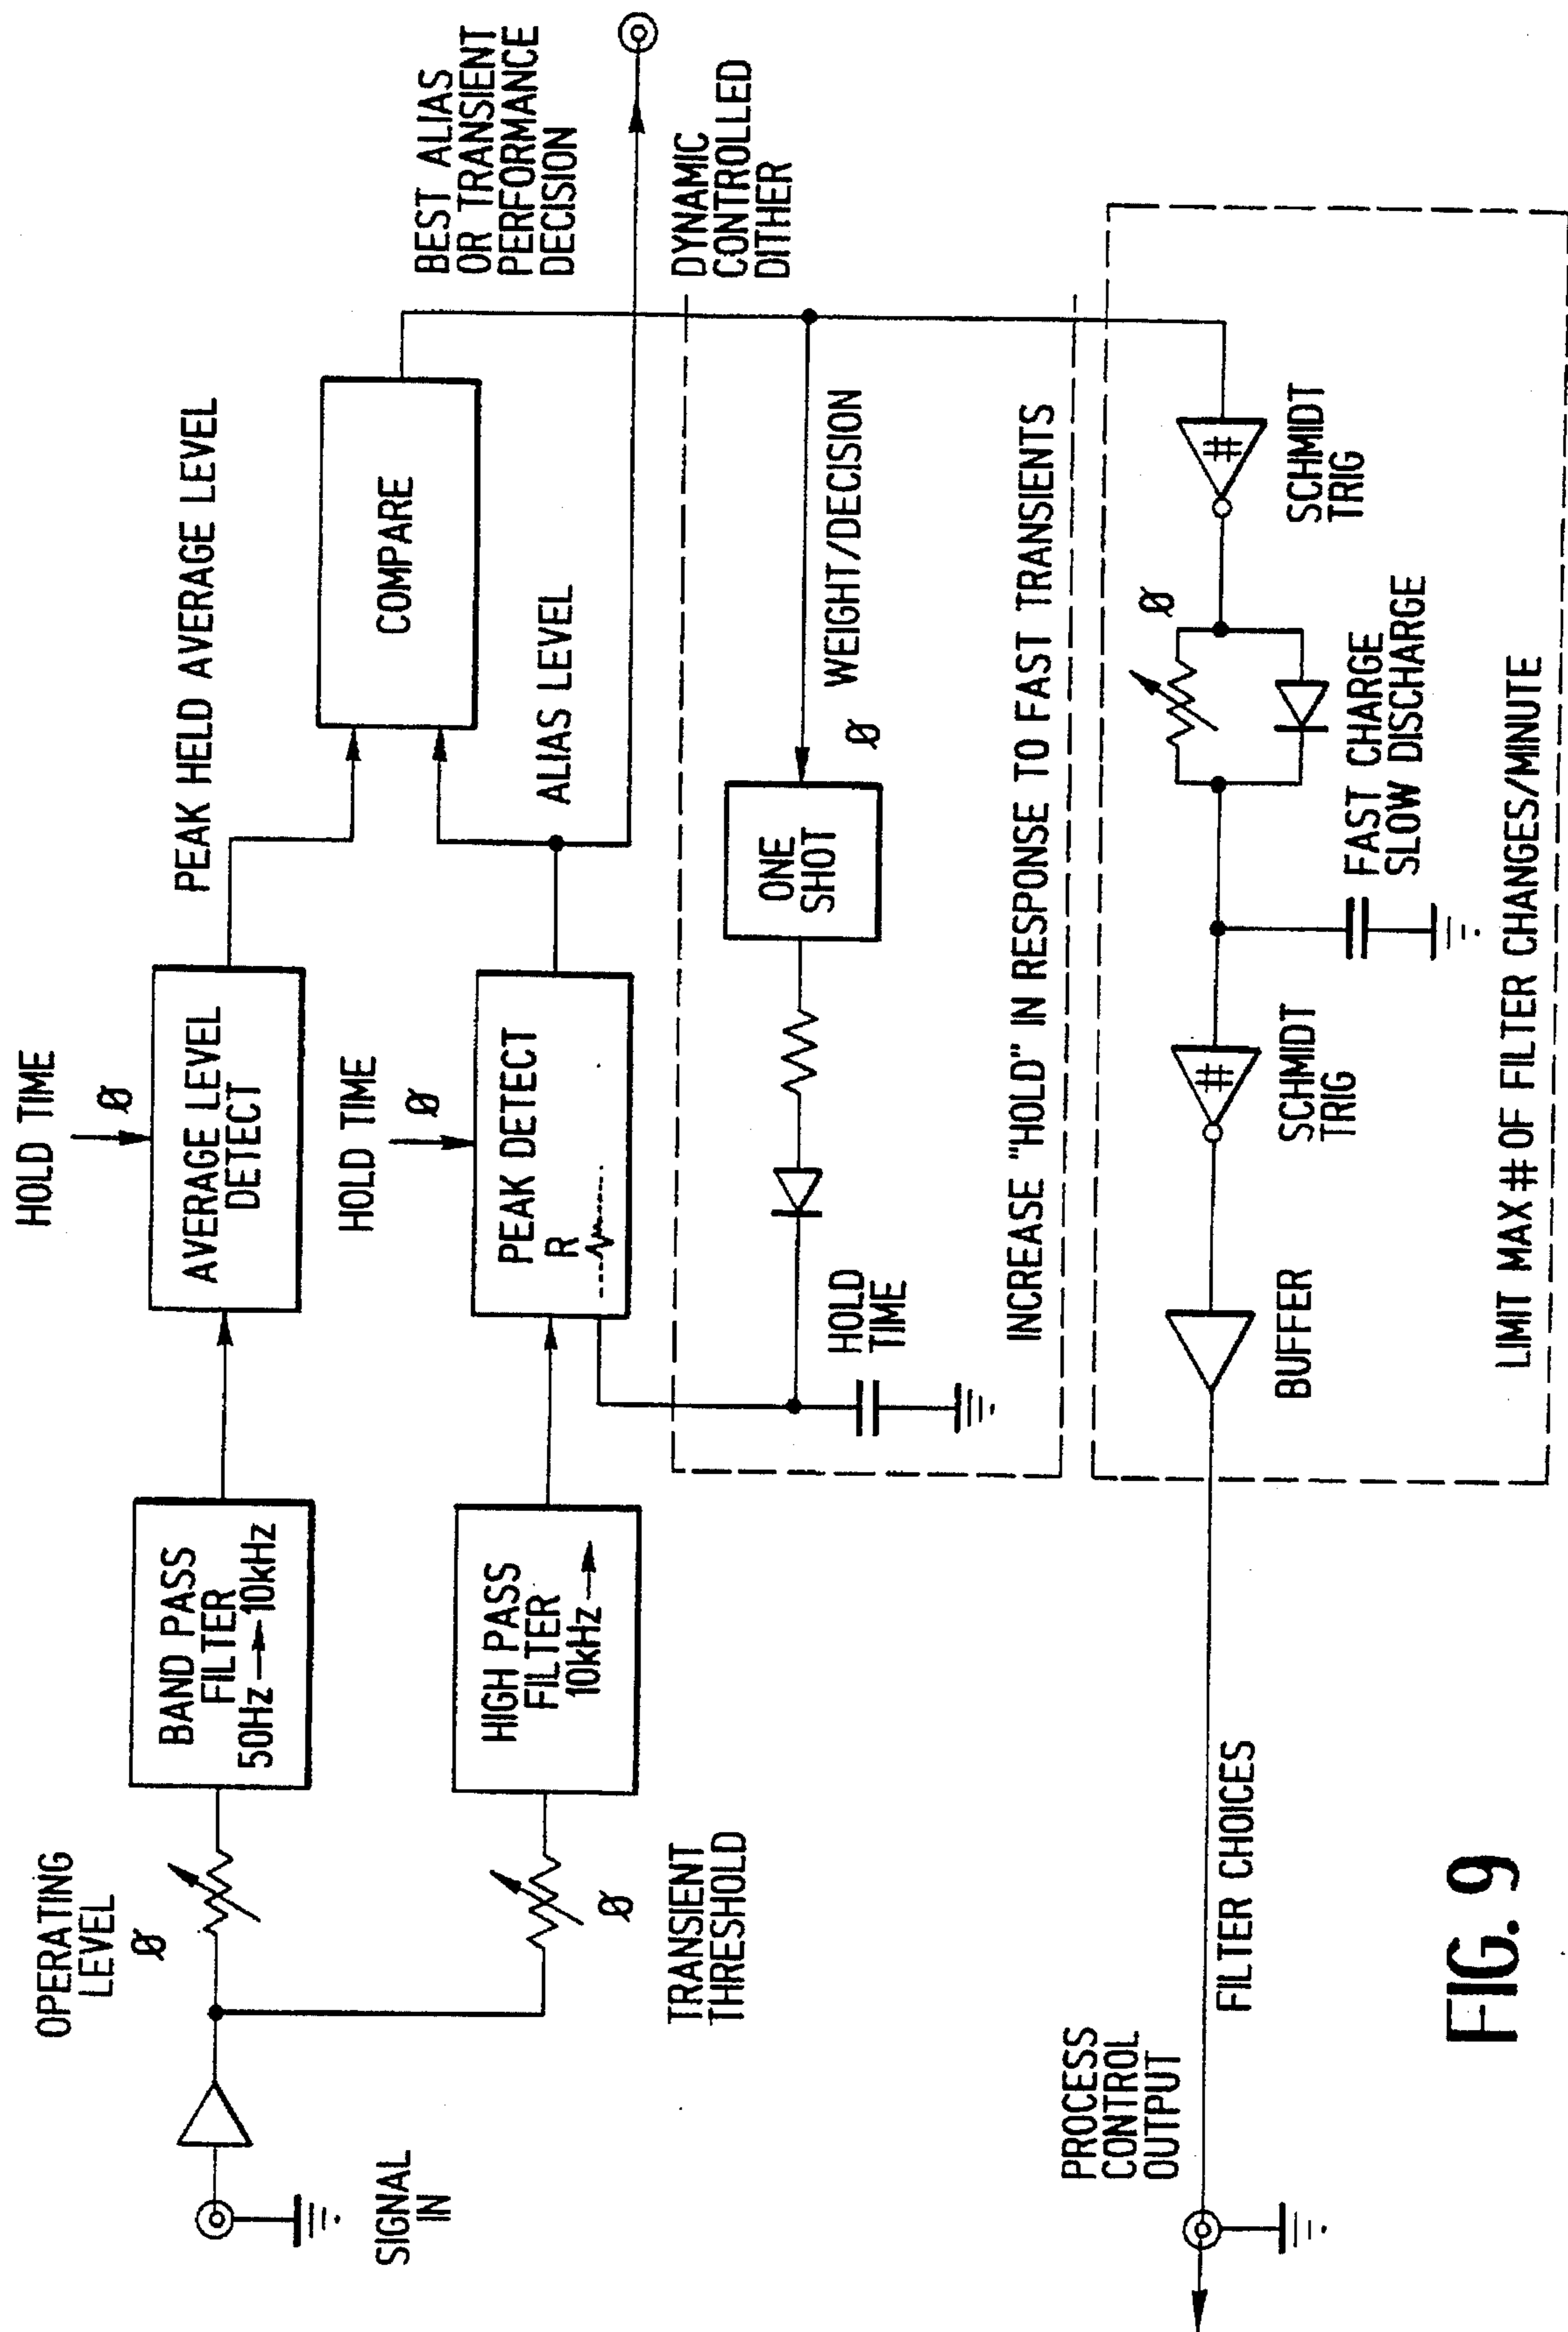 HOLD TIME
Ø
PEAK HELD AVERAGE LEVEL
OPERATING
LEVEL
Ø
BAND PASS
FILTER
50Hz → 10kHz
AVERAGE LEVEL
DETECT
COMPARE
BEST ALIAS
OR TRANSIENT
PERFORMANCE
DECISION
SIGNAL
IN
HOLD TIME
Ø
HIGH PASS
FILTER
10kHz →
PEAK DETECT
R
ALIAS LEVEL
Ø
TRANSIENT
THRESHOLD
DYNAMIC
CONTROLLED
DITHER
ONE
SHOT
Ø
WEIGHT/DECISION
HOLD
TIME
INCREASE "HOLD" IN RESPONSE TO FAST TRANSIENTS
PROCESS
CONTROL
OUTPUT
FILTER CHOICES
BUFFER
#
SCHMIDT
TRIG
Ø
FAST CHARGE
SLOW DISCHARGE
#
SCHMIDT
TRIG
LIMIT MAX # OF FILTER CHANGES/MINUTE
FIG. 9